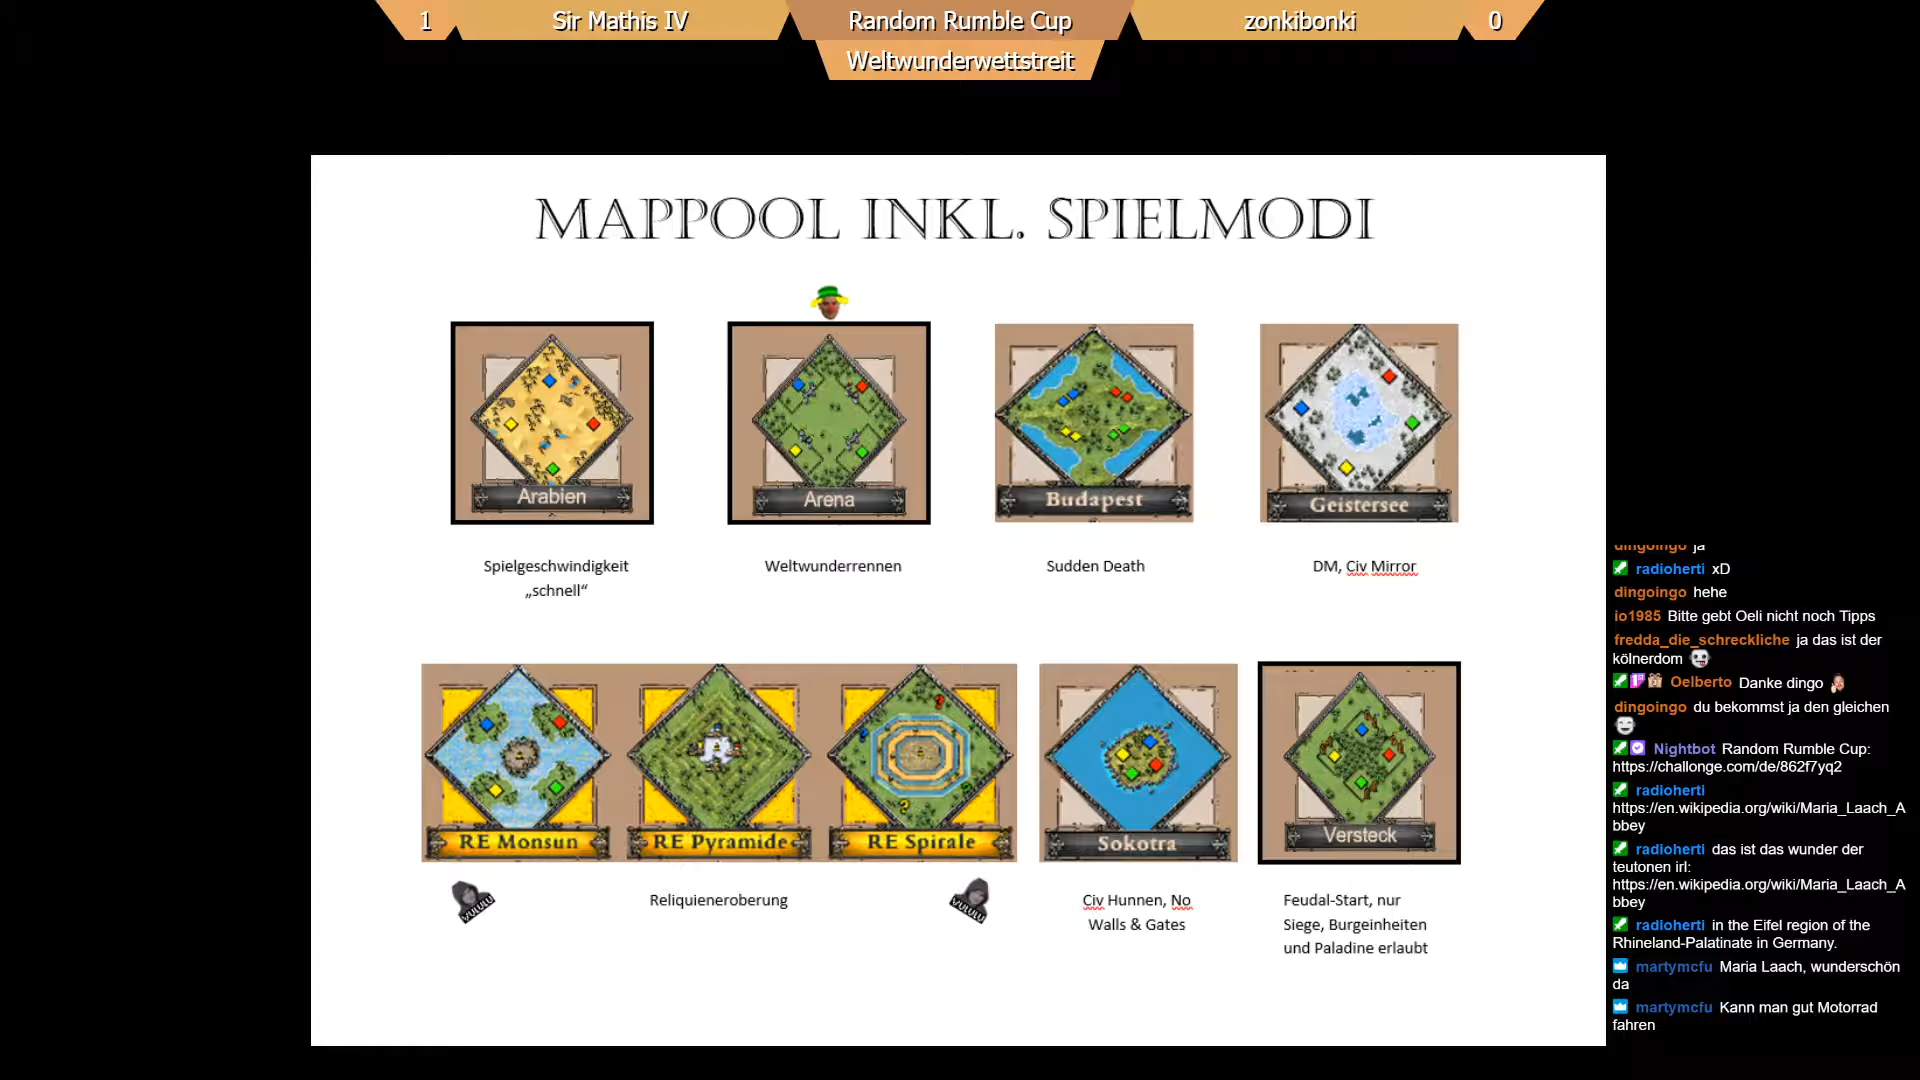 1 Sir Mathis IV Random Rumble Cup zonkibonki 0
Weltwunderwettstreit
MAPPOOL INKL. SPIELMODI
Arabien Arena Budapest Geistersee
Spielgeschwindigkeit
„schnell“
Weltwunderrennen
Sudden Death
DM, Civ Mirror
RE Monsun RE Pyramide RE Spirale Sokotra Versteck
VULULU
Reliquieneroberung
VULULU
Civ Hunnen, No
Walls & Gates
Feudal-Start, nur
Siege, Burgeinheiten
und Paladine erlaubt
dingoingo ja
radioherti xD
dingoingo hehe
io1985 Bitte gebt Oeli nicht noch Tipps
fredda_die_schreckliche ja das ist der
kölnerdom
Oelberto Danke dingo
dingoingo du bekommst ja den gleichen
Nightbot Random Rumble Cup:
https://challonge.com/de/862f7yq2
radioherti
https://en.wikipedia.org/wiki/Maria_Laach_A
bbey
radioherti das ist das wunder der
teutonen irl:
https://en.wikipedia.org/wiki/Maria_Laach_A
bbey
radioherti in the Eifel region of the
Rhineland-Palatinate in Germany.
martymcfu Maria Laach, wunderschön
da
martymcfu Kann man gut Motorrad
fahren